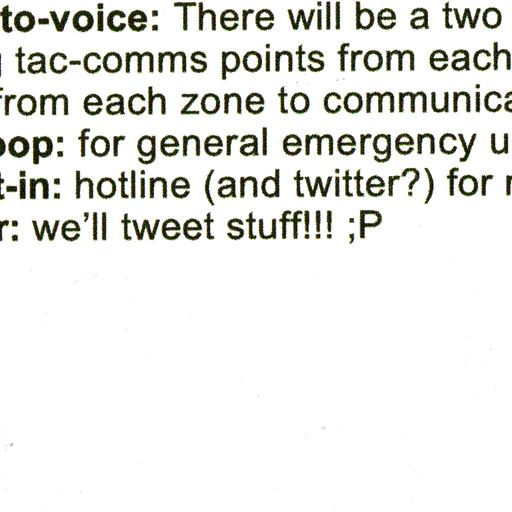 to-voice: There will be a two
tac-comms points from each
from each zone to communica
oop: for general emergency u
t-in: hotline (and twitter?) for
r: we'll tweet stuff!!! ;P